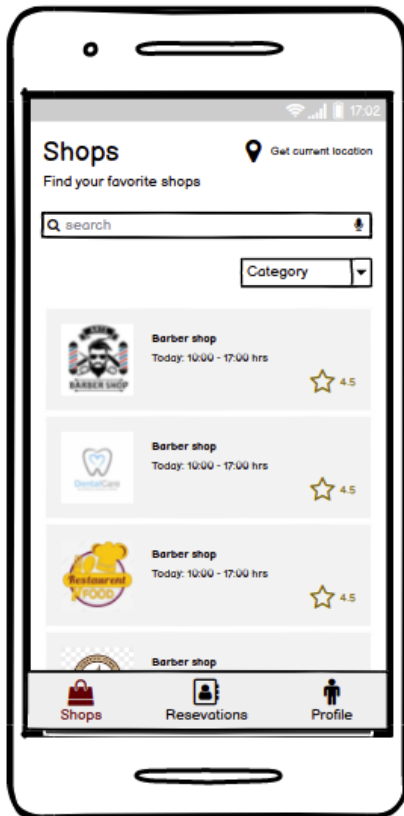 17:02
Shops
Get current location
Find your favorite shops
search
Category
BARBER SHOP
Barber shop
Today: 10:00 - 17:00 hrs
4.5
DentalCare
Barber shop
Today: 10:00 - 17:00 hrs
4.5
Restaurent
FOOD
Barber shop
Today: 10:00 - 17:00 hrs
4.5
Barber shop
Shops
Resevations
Profile